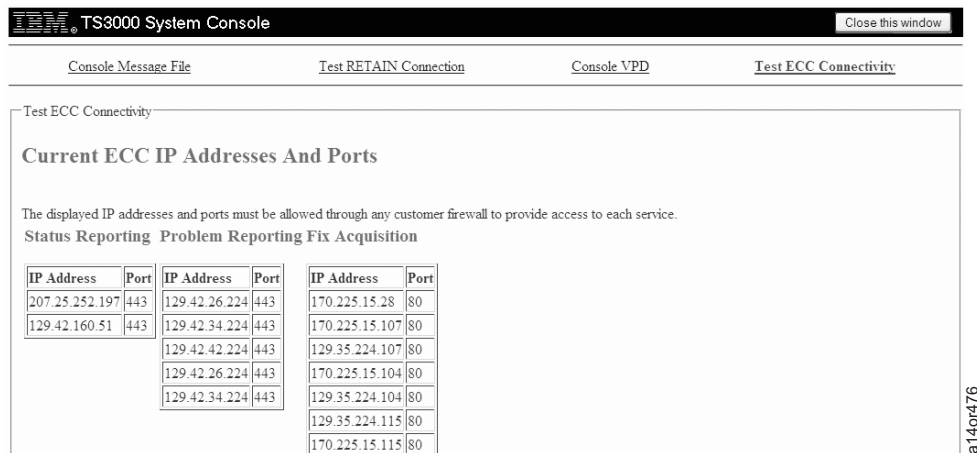 IBM® TS3000 System Console
Close this window
Console Message File Test RETAIN Connection Console VPD Test ECC Connectivity
Test ECC Connectivity
Current ECC IP Addresses And Ports
The displayed IP addresses and ports must be allowed through any customer firewall to provide access to each service.
Status Reporting Problem Reporting Fix Acquisition
IP Address Port IP Address Port IP Address Port
207.25.252.197 443 129.42.26.224 443 170.225.15.28 80
129.42.160.51 443 129.42.34.224 443 170.225.15.107 80
129.42.42.224 443 129.35.224.107 80
129.42.26.224 443 170.225.15.104 80
129.42.34.224 443 129.35.224.104 80
129.35.224.115 80
170.225.15.115 80
a14or476